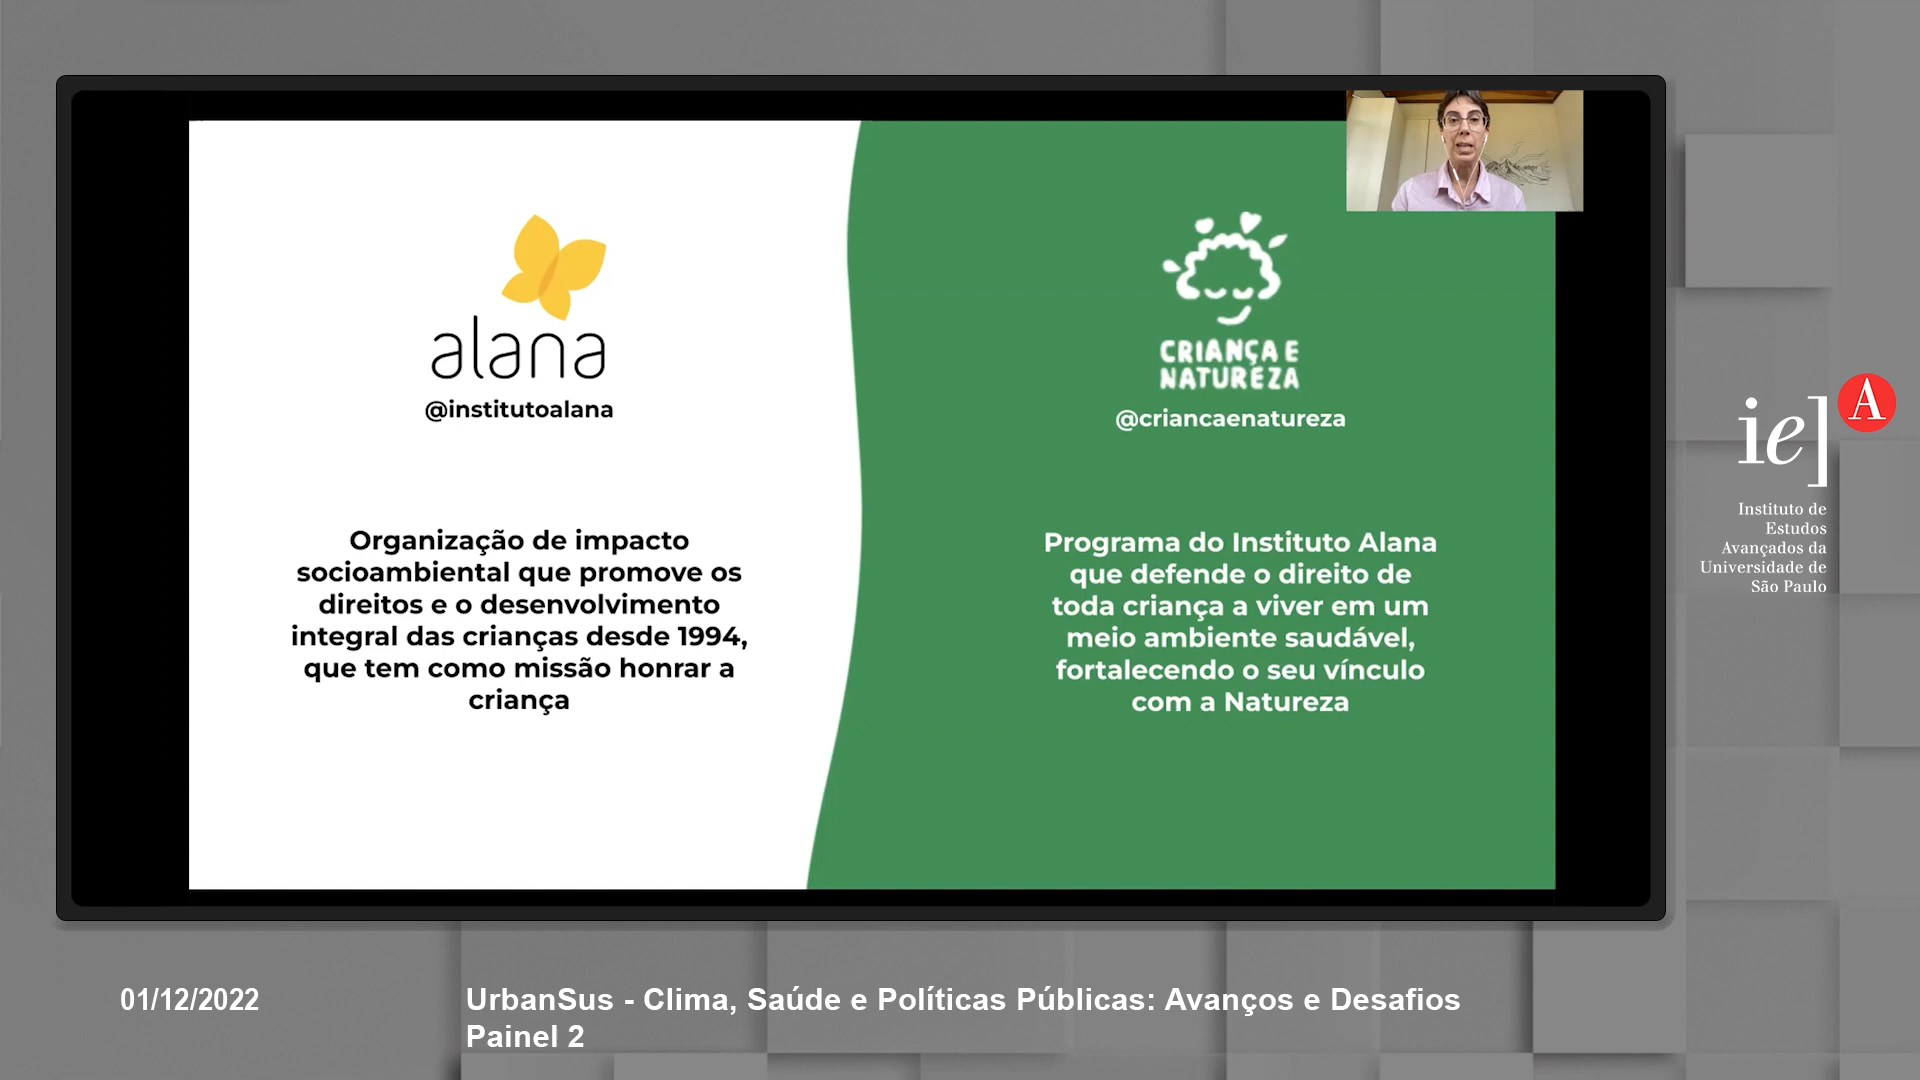 alana
@institutoalana
Organização de impacto
socioambiental que promove os
direitos e o desenvolvimento
integral das crianças desde 1994,
que tem como missão honrar a
criança
CRIANÇA E
NATUREZA
@criancaenatureza
Programa do Instituto Alana
que defende o direito de
toda criança a viver em um
meio ambiente saudável,
fortalecendo o seu vínculo
com a Natureza
ie] A
Instituto de
Estudos
Avançados da
Universidade de
São Paulo
01/12/2022
UrbanSus - Clima, Saúde e Políticas Públicas: Avanços e Desafios
Painel 2